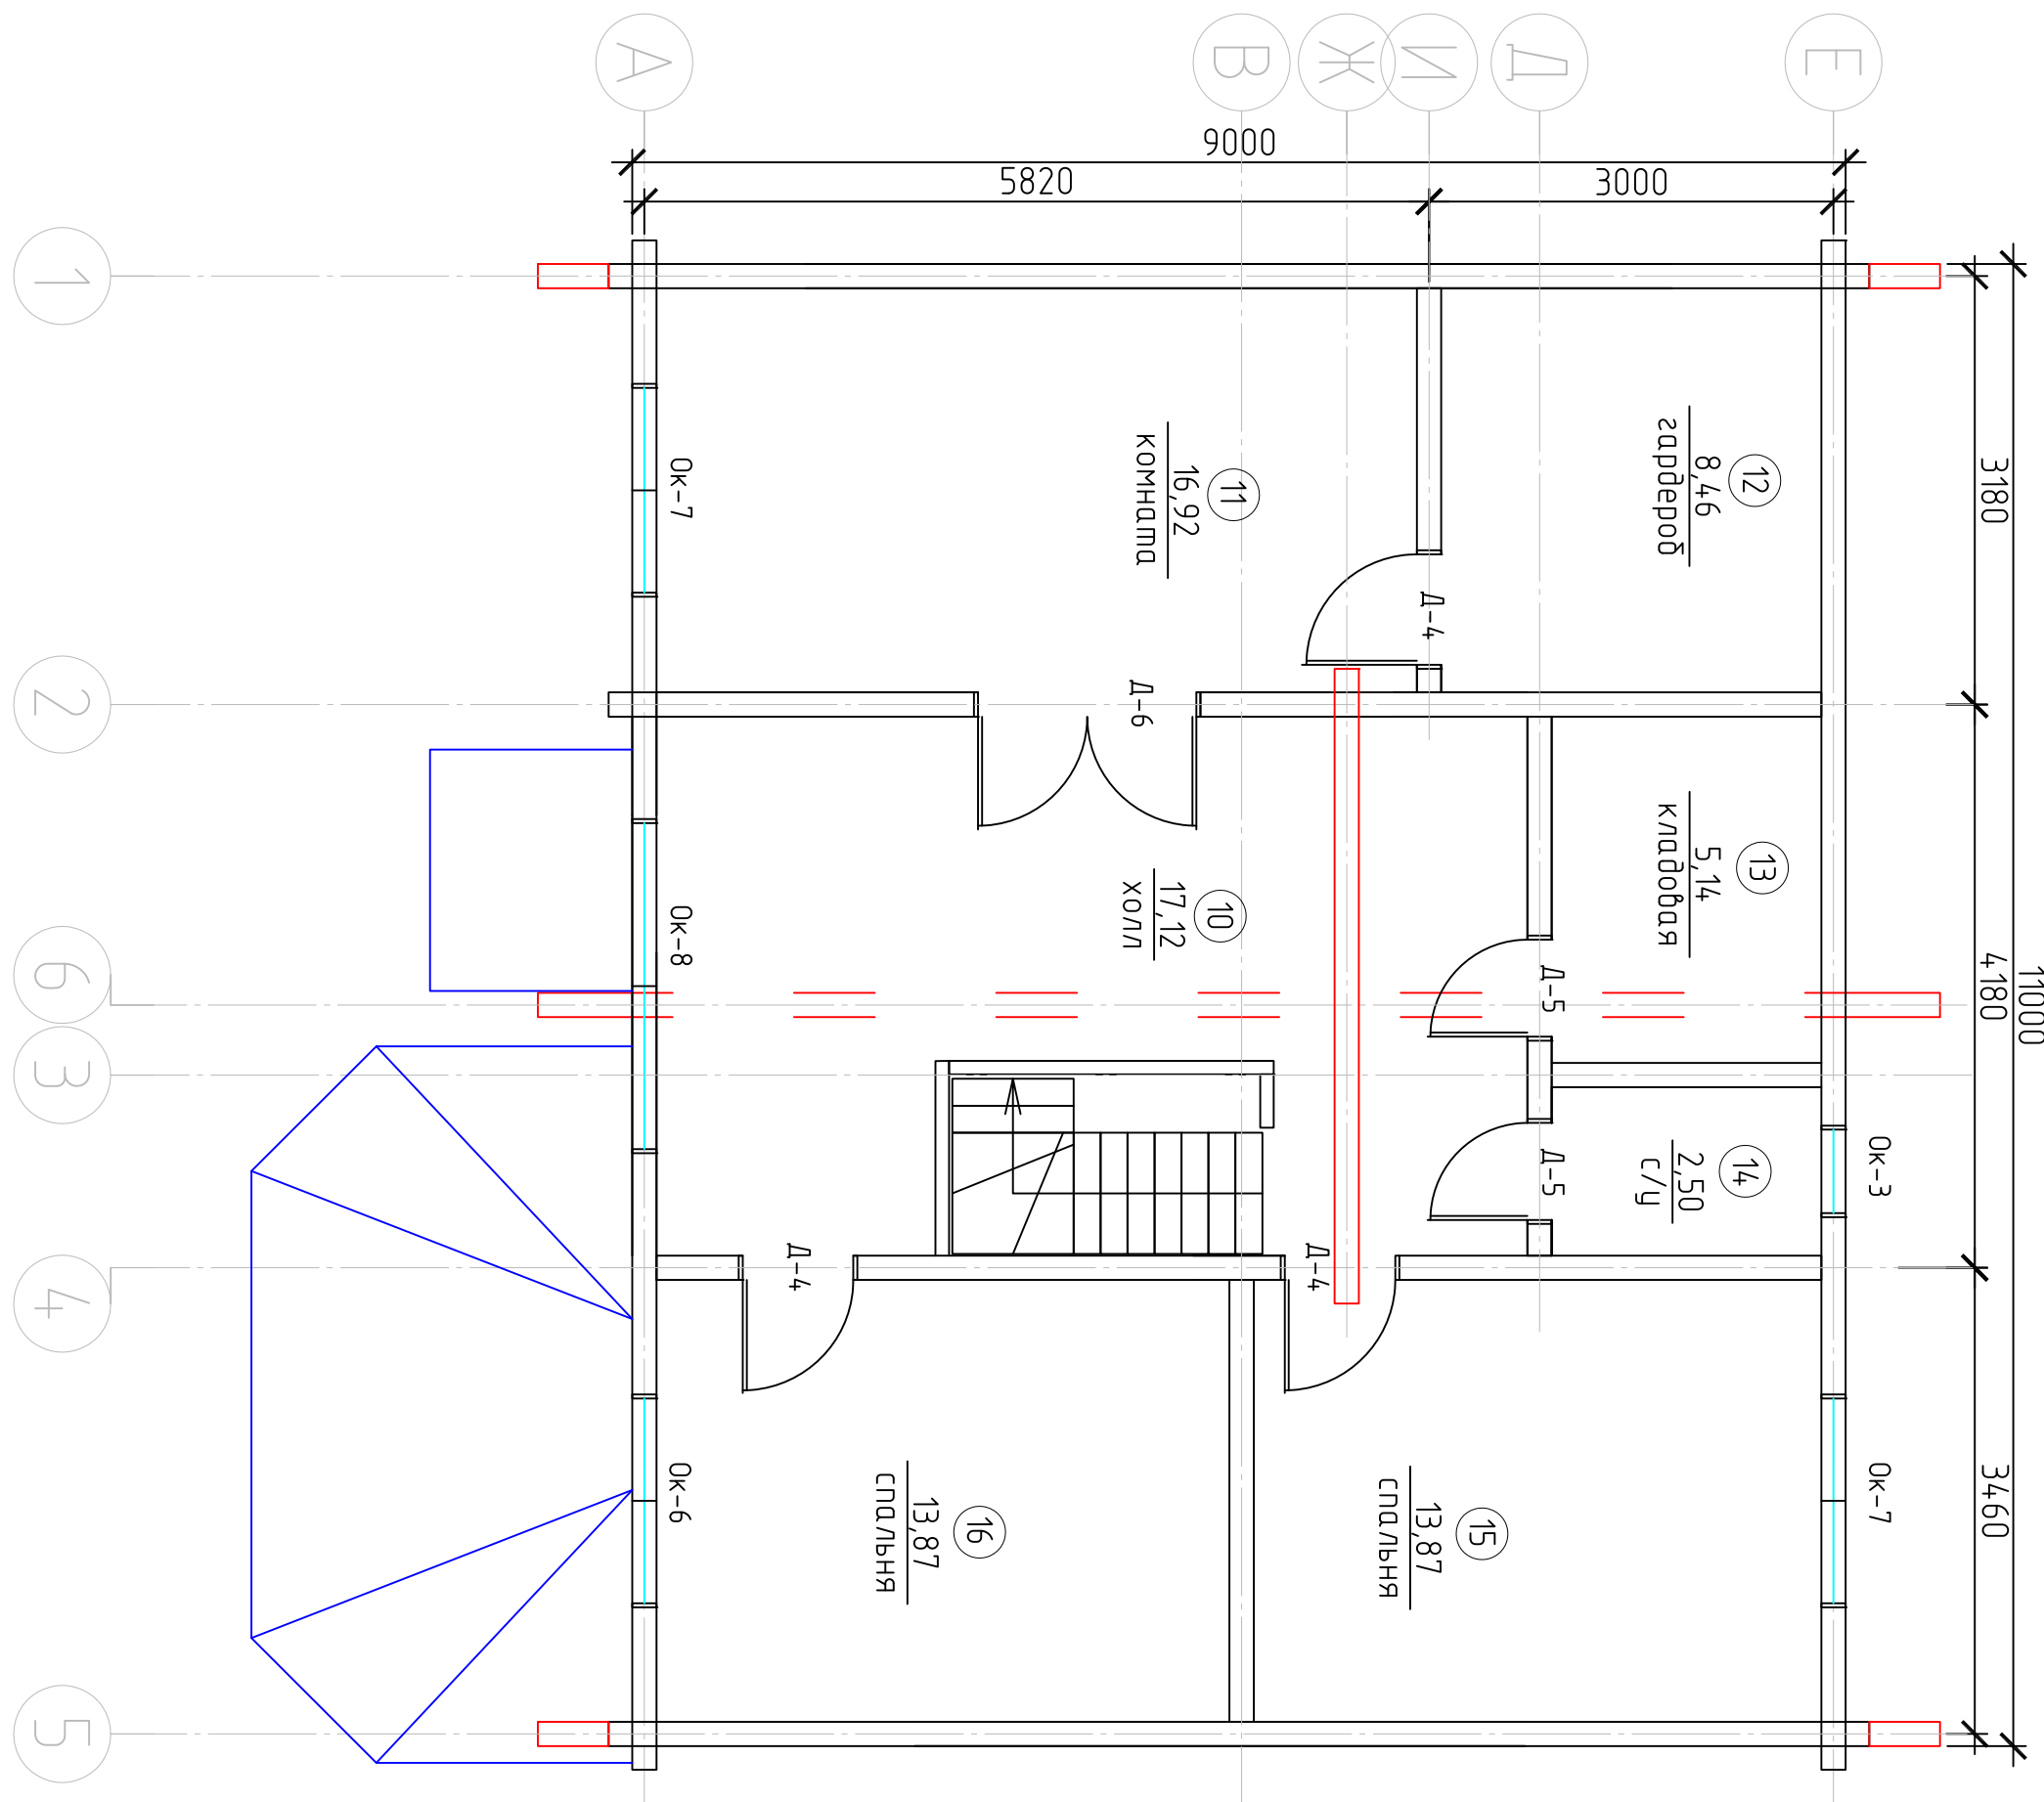 А
В
Ж
И
Д
Е
9000
5820
3000
1
2
6
3
4
5
3180
4180
3460
11000
12
8,46
гардероб
11
16,92
комната
Ок-7
Д-4
Д-6
13
5,14
кладовая
10
17,12
холл
Ок-8
Д-5
14
2,50
с/у
Д-5
Ок-3
Д-4
Д-4
15
13,87
спальня
Ок-7
16
13,87
спальня
Ок-6